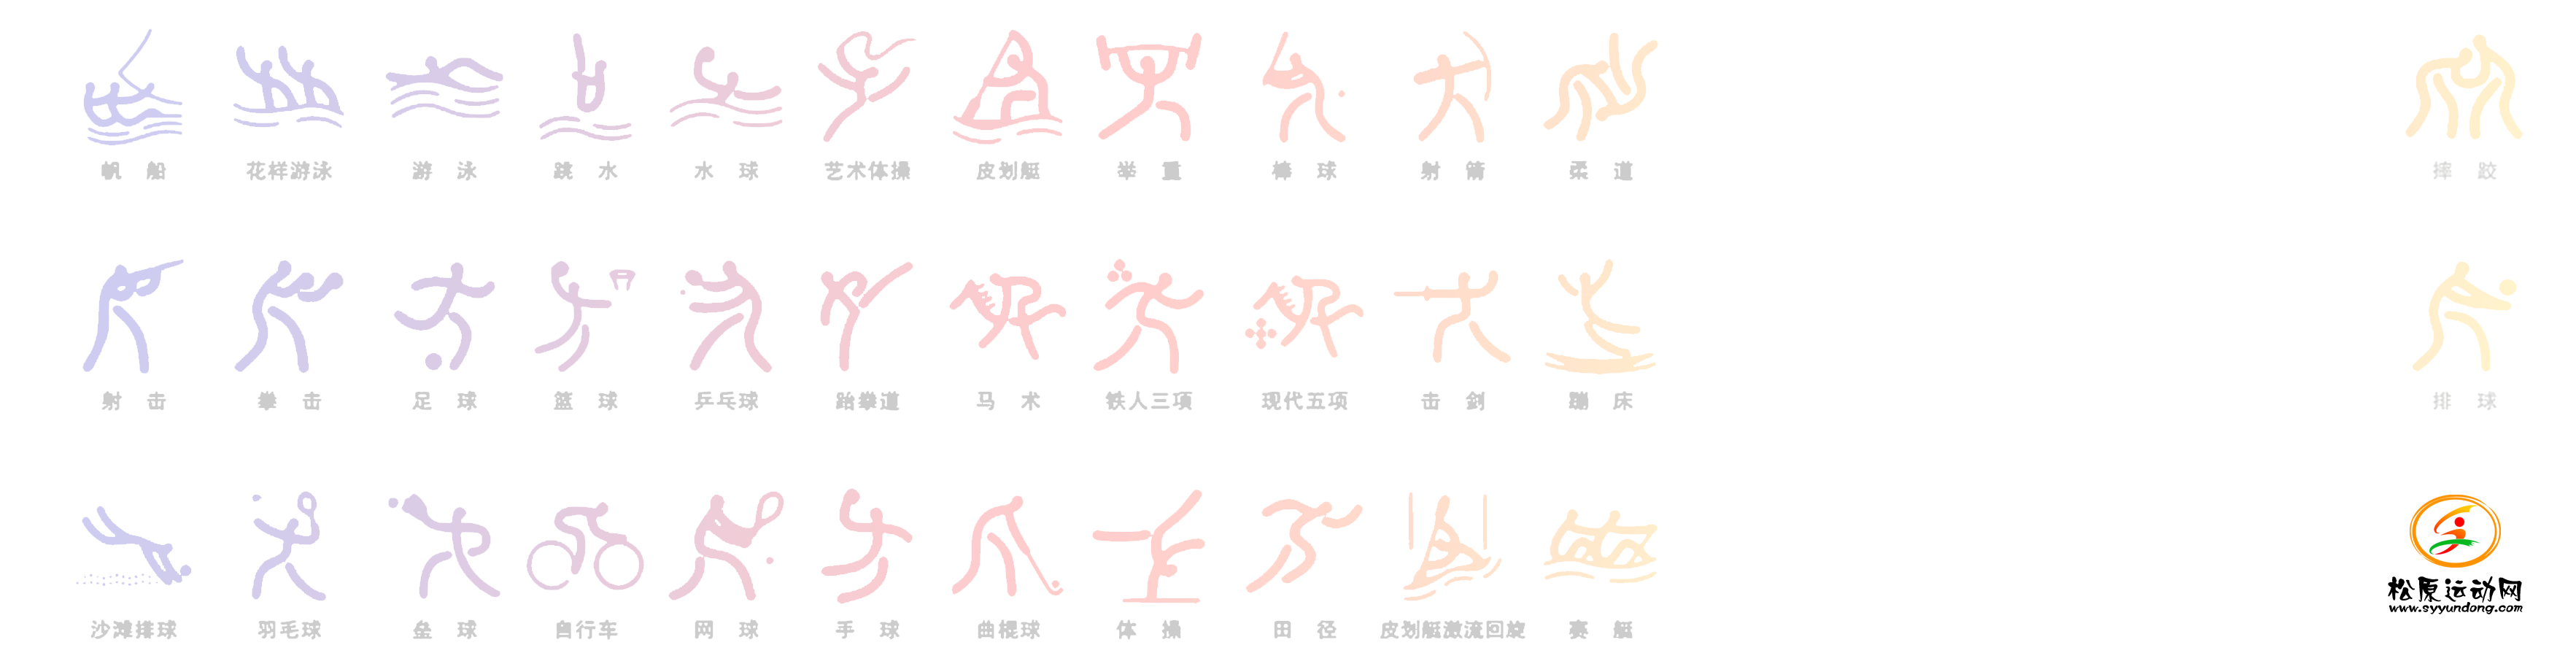 帆 船 花样游泳 游 泳 跳 水 水 球 艺术体操 皮划艇 举 重 棒 球 射 箭 柔 道 摔 跤
射 击 拳 击 足 球 篮 球 乒乓球 跆拳道 马 术 铁人三项 现代五项 击 剑 蹦 床 排 球
松原运动网
www.syyundong.com
沙滩排球 羽毛球 垒 球 自行车 网 球 手 球 曲棍球 体 操 田 径 皮划艇激流回旋 赛 艇